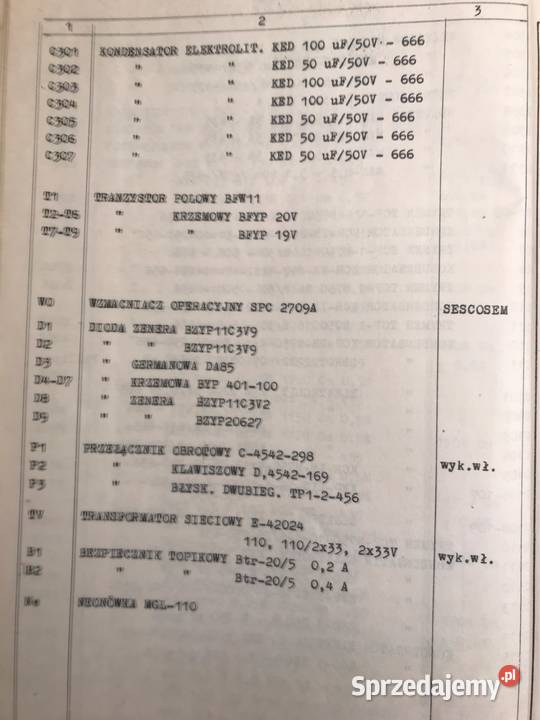 1 2 3
C301 KONDENSATOR ELEKTROLIT. KED 100 uF/50V - 666
C302 " " KED 50 uF/50V - 666
C303 " " KED 100 uF/50V - 666
C304 " " KED 100 uF/50V - 666
C305 " " KED 50 uF/50V - 666
C306 " " KED 50 uF/50V - 666
C307 " " KED 50 uF/50V - 666
T1 TRANZYSTOR POLOWY BFW11
T2-T6 " KRZEMOWY BFYP 20V
T7-T9 " " BFYP 19V
WO WZMACNIACZ OPERACYJNY SPC 2709A SESCOSEM
D1 DIODA ZENERA BZYP11C3V9
D2 " " BZYP11C3V9
D3 " GERMANOWA DA85
D4-D7 " KRZEMOWA BYP 401-100
D8 " ZENERA BZYP11C3V2
D9 " " BZYP20627
P1 PRZEŁĄCZNIK OBROTOWY C-4542-298 wyk.wł.
P2 " KLAWISZOWY D,4542-169
P3 " BŁYSK. DWUBIEG. TP1-2-456
TV TRANSFORMATOR SIECIOWY E-42024
110, 110/2x33, 2x33V wyk.wł.
B1 BEZPIECZNIK TOPIKOWY Btr-20/5 0,2 A
B2 " " Btr-20/5 0,4 A
Ne NEONÓWKA MGL-110
Sprzedajemy.pl